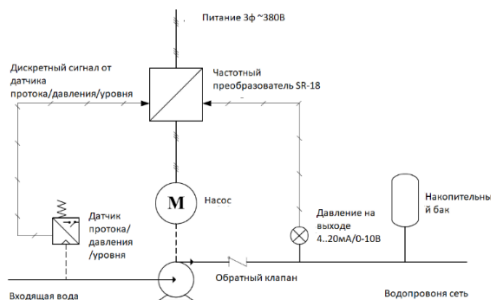 Питание 3ф ~380В
Дискретный сигнал от
датчика
протока/давления/уровня
Частотный
преобразователь SR-18
М
Насос
Датчик
протока/
давления
/уровня
Давление на
выходе
4..20мА/0-10В
Накопительны
й бак
Обратный клапан
Входящая вода
Водопровоня сеть